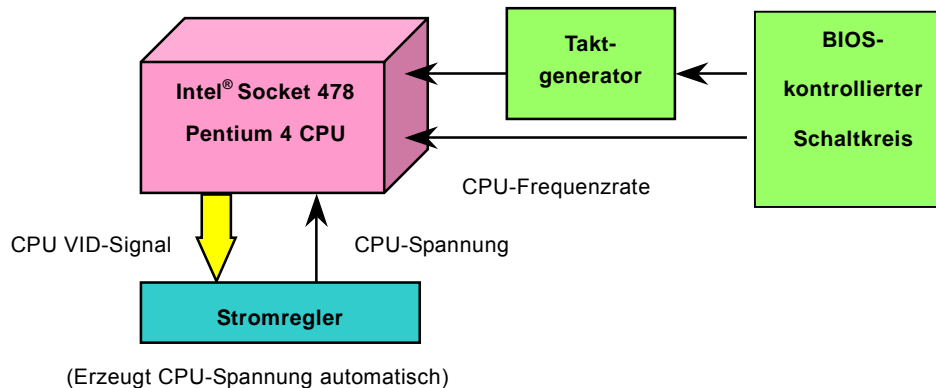 Intel® Socket 478
Pentium 4 CPU
Takt-
generator
BIOS-
kontrollierter
Schaltkreis
CPU-Frequenzrate
CPU VID-Signal
CPU-Spannung
Stromregler
(Erzeugt CPU-Spannung automatisch)